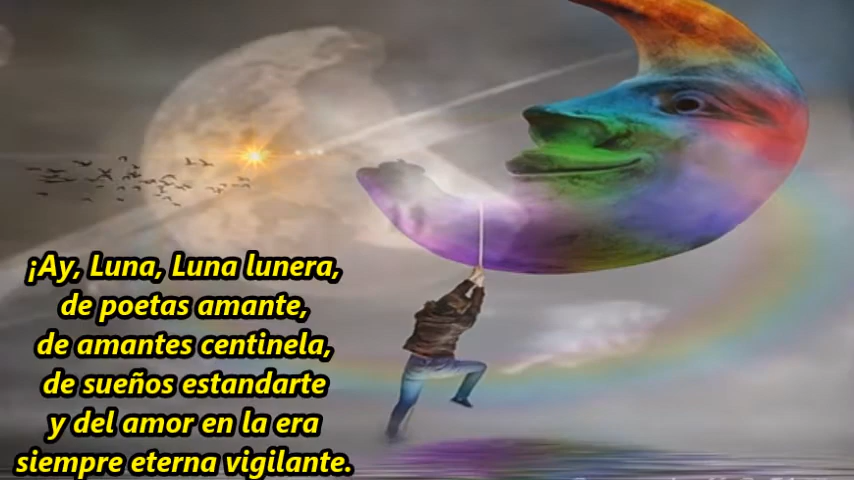 ¡Ay, Luna, Luna lunera,
de poetas amante,
de amantes centinela,
de sueños estandarte
y del amor en la era
siempre eterna vigilante.